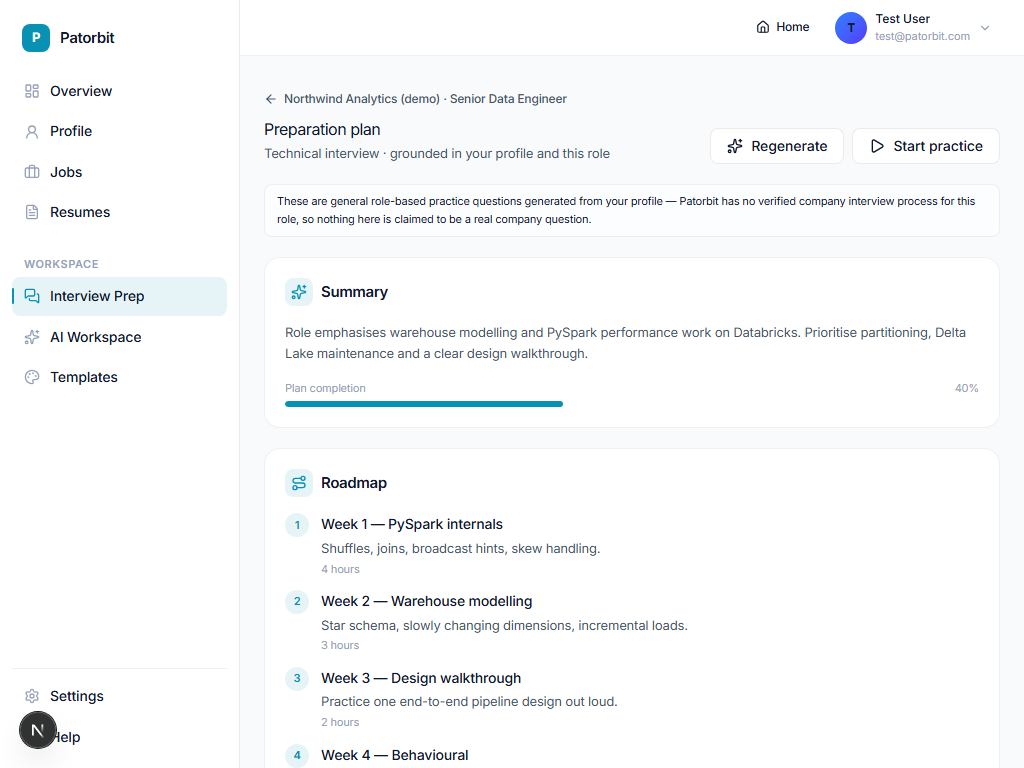 P Patorbit
Home
T
Test User
test@patorbit.com
Overview
Profile
Jobs
Resumes
WORKSPACE
Interview Prep
AI Workspace
Templates
Settings
N
Help
← Northwind Analytics (demo) · Senior Data Engineer
Preparation plan
Technical interview · grounded in your profile and this role
Regenerate
Start practice
These are general role-based practice questions generated from your profile — Patorbit has no verified company interview process for this
role, so nothing here is claimed to be a real company question.
Summary
Role emphasises warehouse modelling and PySpark performance work on Databricks. Prioritise partitioning, Delta
Lake maintenance and a clear design walkthrough.
Plan completion 40%
Roadmap
1 Week 1 — PySpark internals
Shuffles, joins, broadcast hints, skew handling.
4 hours
2 Week 2 — Warehouse modelling
Star schema, slowly changing dimensions, incremental loads.
3 hours
3 Week 3 — Design walkthrough
Practice one end-to-end pipeline design out loud.
2 hours
4 Week 4 — Behavioural